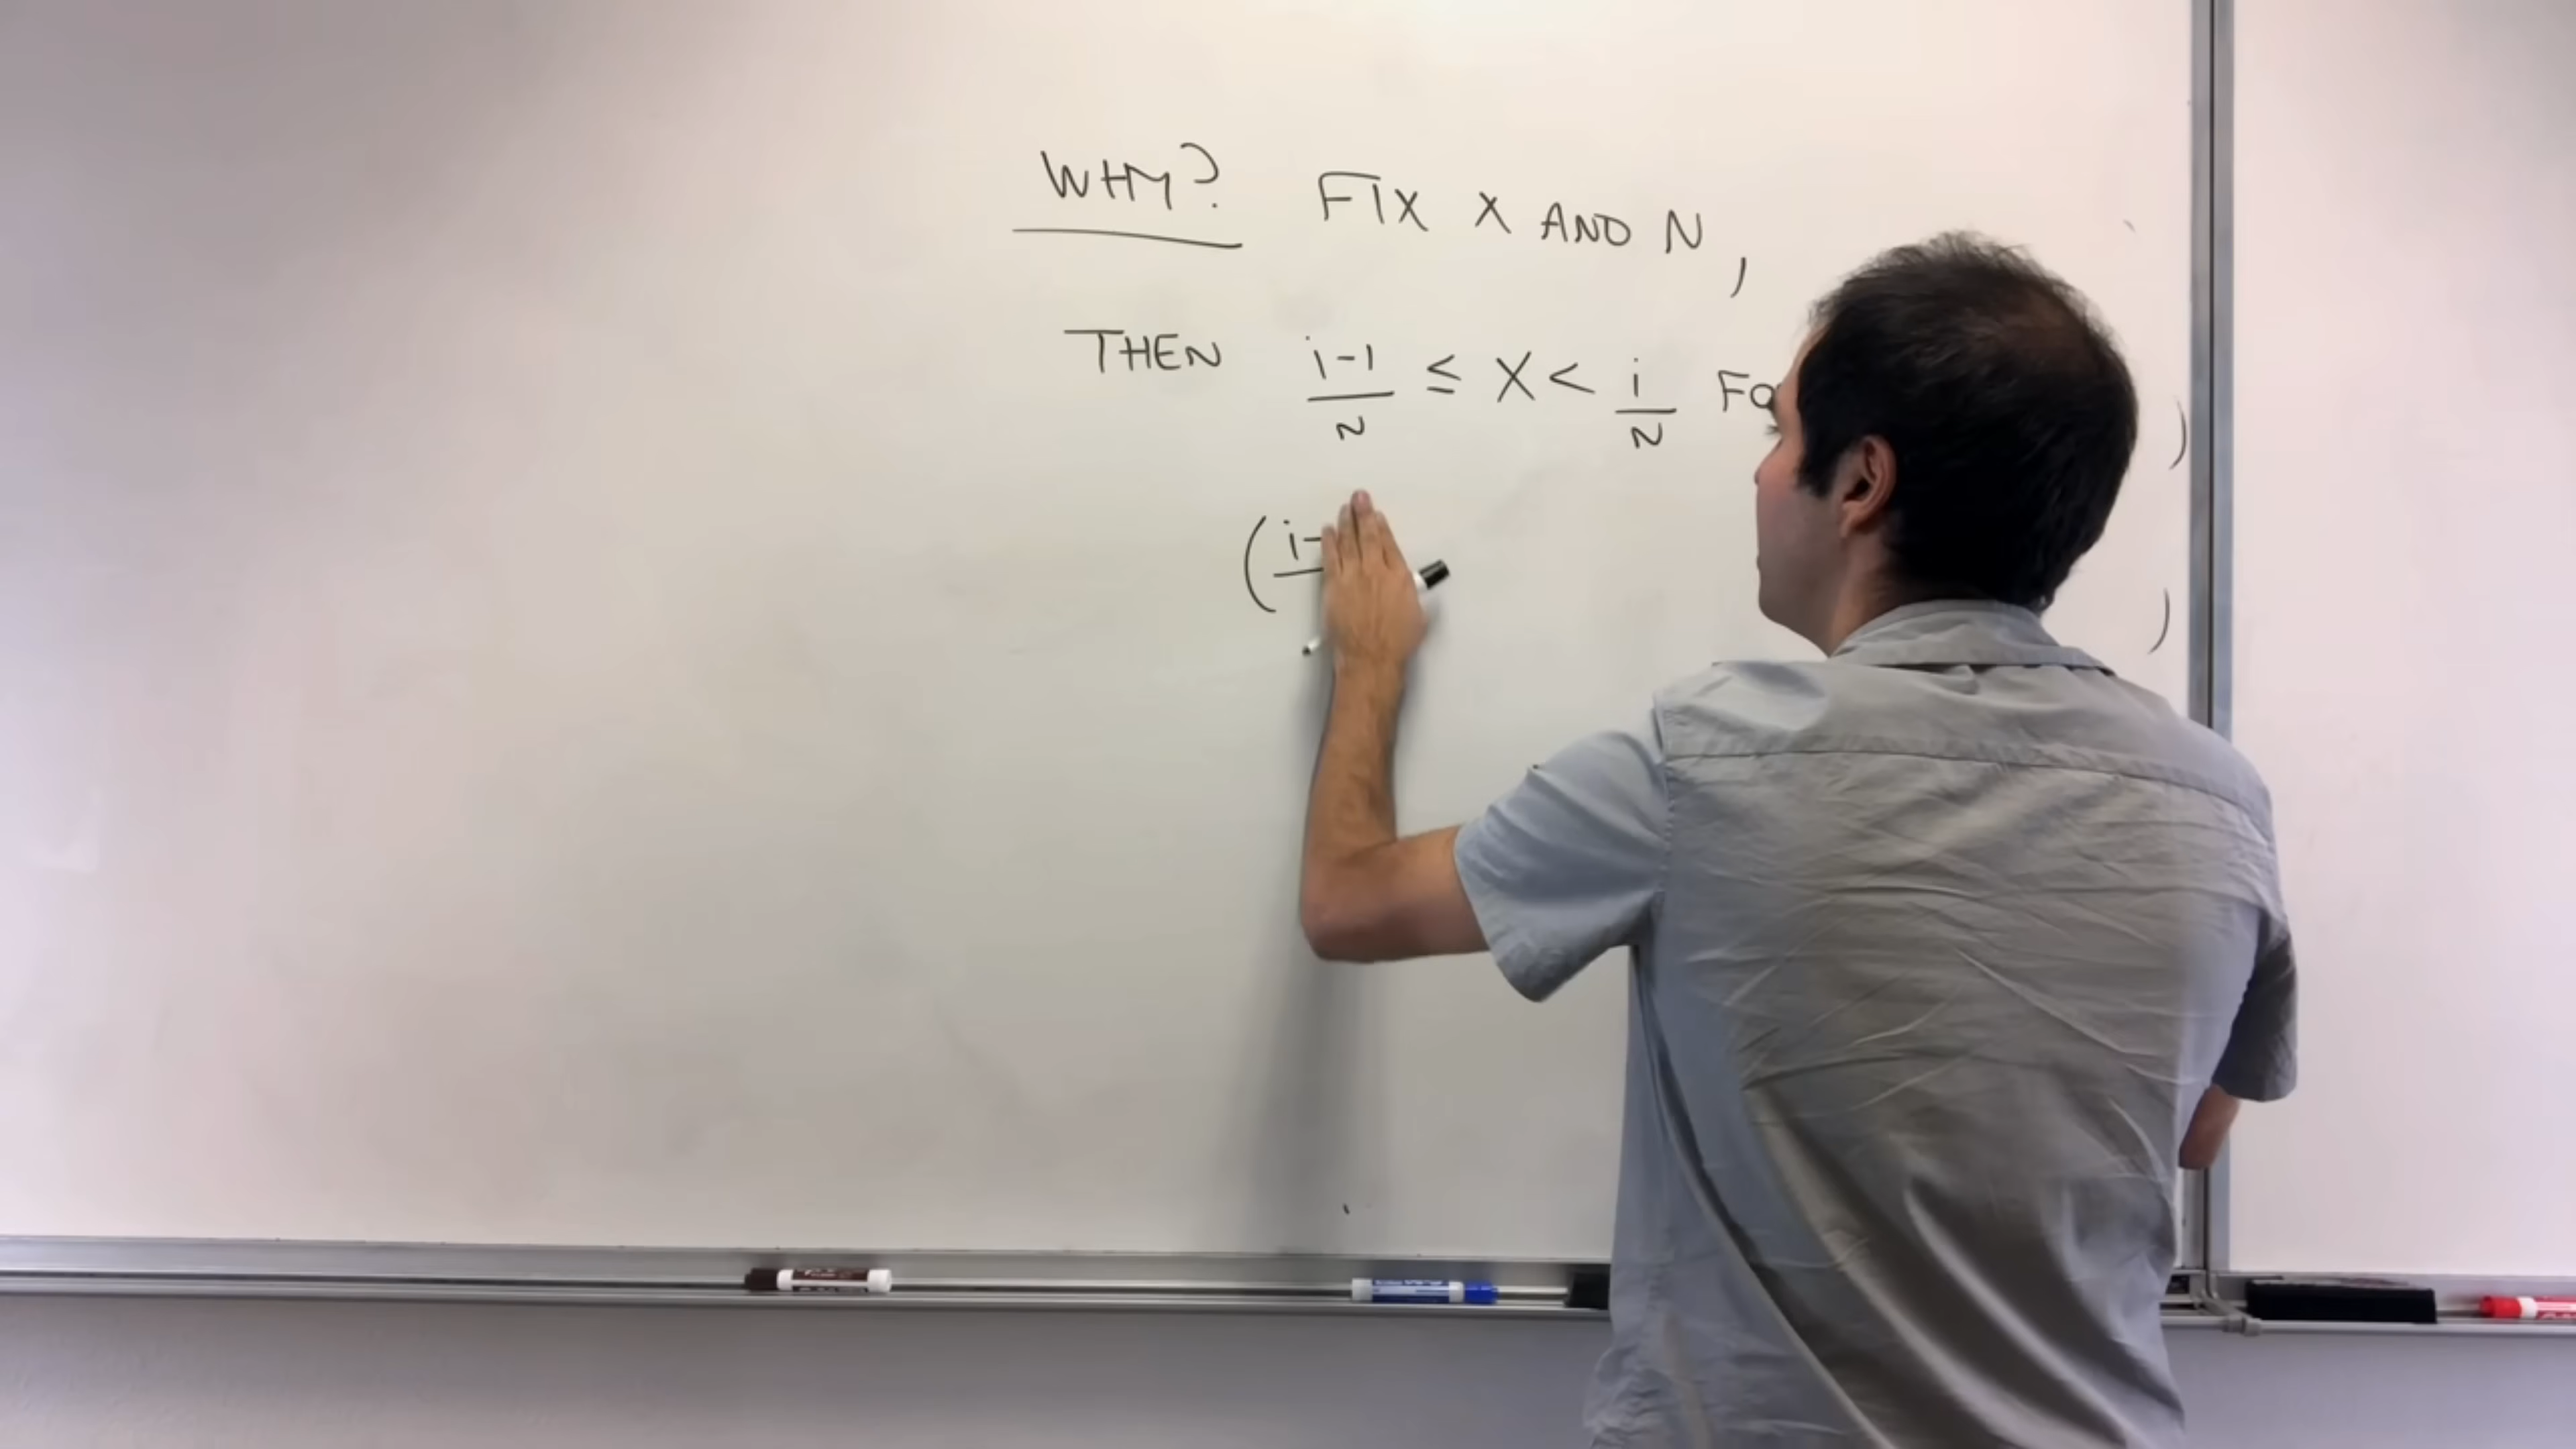 WHY? FIX X AND N,
THEN i-1/N ≤ X < i/N FO
(i-